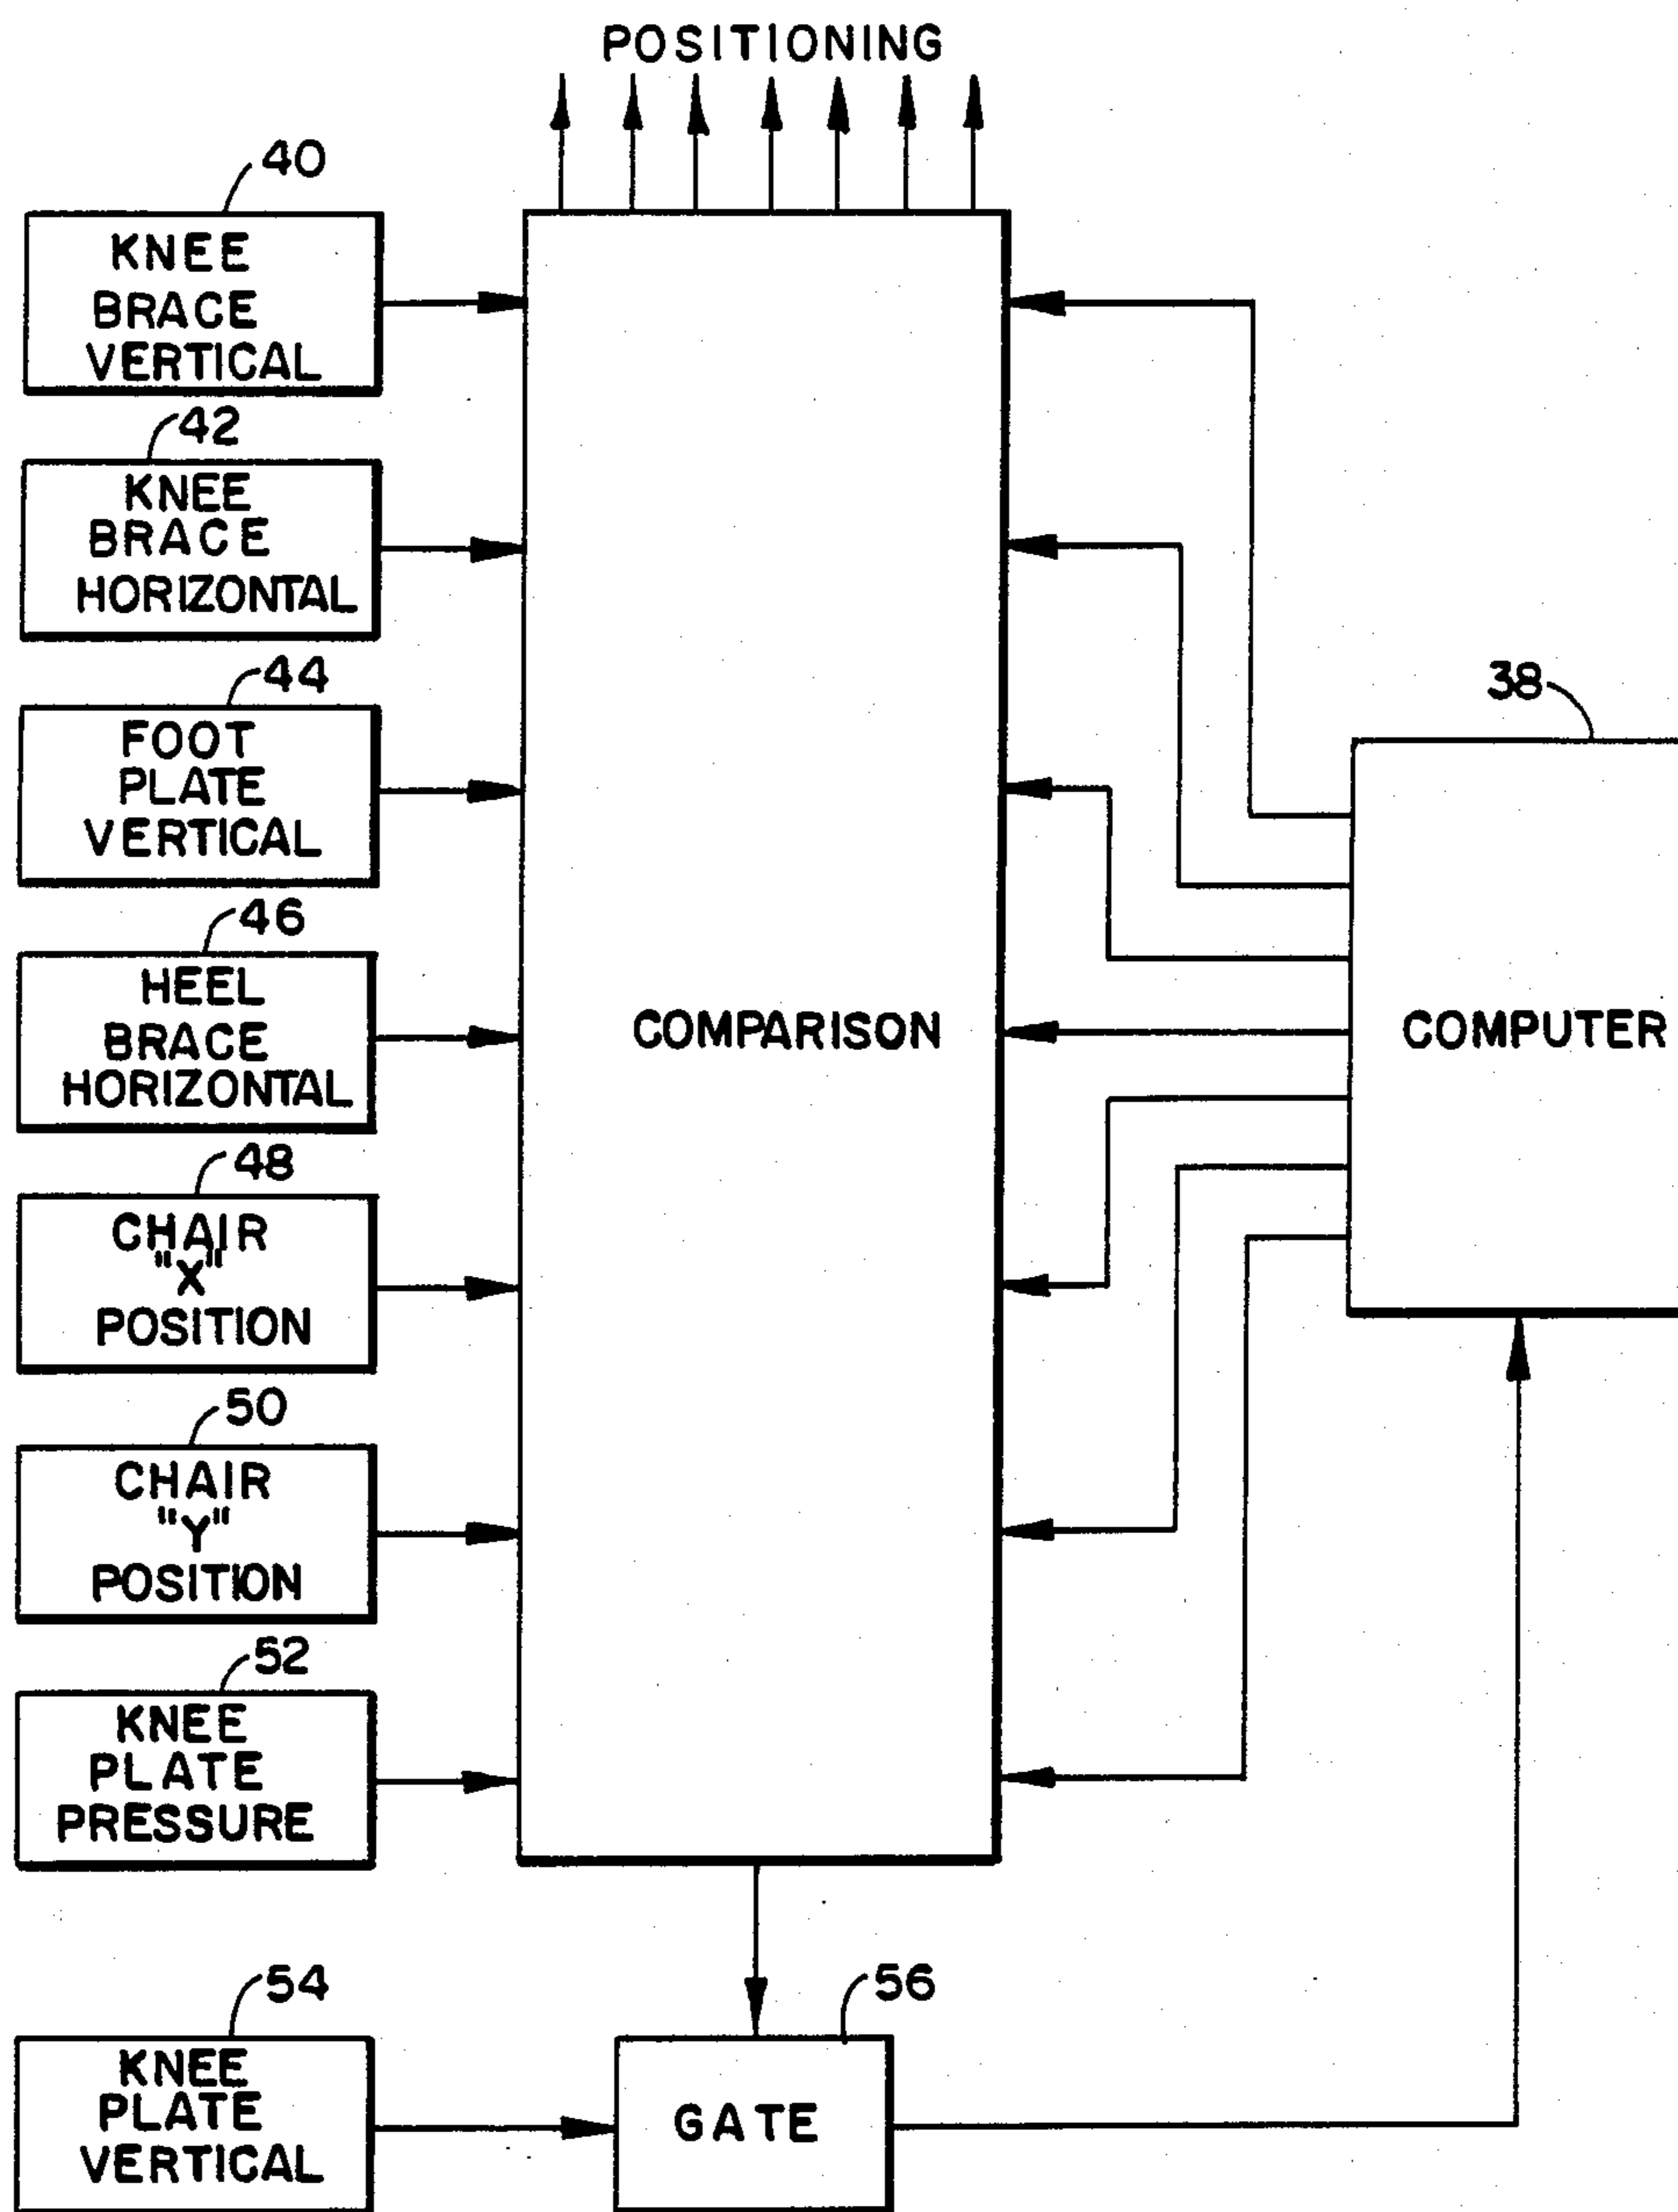 POSITIONING
40
KNEE
BRACE
VERTICAL
42
KNEE
BRACE
HORIZONTAL
44
FOOT
PLATE
VERTICAL
46
HEEL
BRACE
HORIZONTAL
48
CHAIR
"X"
POSITION
50
CHAIR
"Y"
POSITION
52
KNEE
PLATE
PRESSURE
54
KNEE
PLATE
VERTICAL
COMPARISON
56
GATE
38
COMPUTER